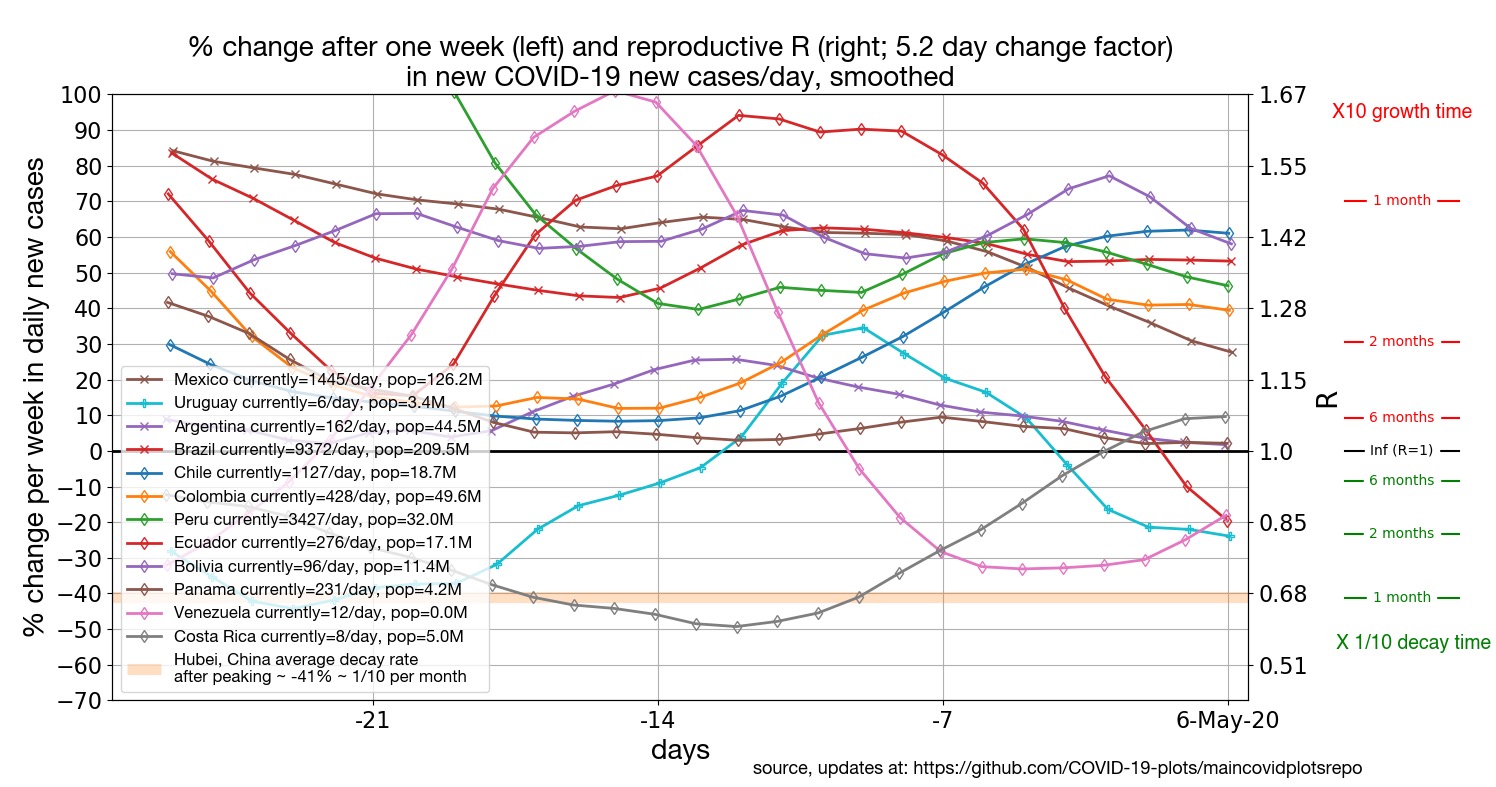 % change after one week (left) and reproductive R (right; 5.2 day change factor)
in new COVID-19 new cases/day, smoothed
% change per week in daily new cases
100
90
80
70
60
50
40
30
20
10
0
−10
−20
−30
−40
−50
−60
−70
Mexico currently=1445/day, pop=126.2M
Uruguay currently=6/day, pop=3.4M
Argentina currently=162/day, pop=44.5M
Brazil currently=9372/day, pop=209.5M
Chile currently=1127/day, pop=18.7M
Colombia currently=428/day, pop=49.6M
Peru currently=3427/day, pop=32.0M
Ecuador currently=276/day, pop=17.1M
Bolivia currently=96/day, pop=11.4M
Panama currently=231/day, pop=4.2M
Venezuela currently=12/day, pop=0.0M
Costa Rica currently=8/day, pop=5.0M
Hubei, China average decay rate
after peaking ~ -41% ~ 1/10 per month
-21
-14
-7
6-May-20
days
1.67
1.55
1.42
1.28
1.15
1.0
0.85
0.68
0.51
R
X10 growth time
1 month
2 months
6 months
Inf (R=1)
6 months
2 months
1 month
X 1/10 decay time
source, updates at: https://github.com/COVID-19-plots/maincovidplotsrepo